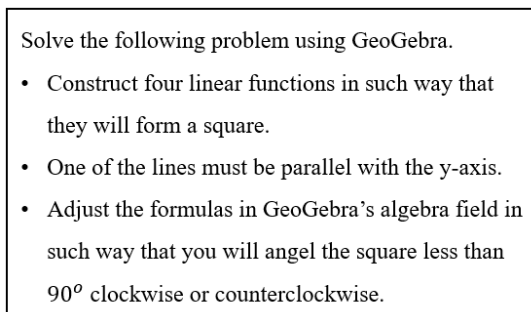 Solve the following problem using GeoGebra.
• Construct four linear functions in such way that
they will form a square.
• One of the lines must be parallel with the y-axis.
• Adjust the formulas in GeoGebra’s algebra field in
such way that you will angel the square less than
90° clockwise or counterclockwise.